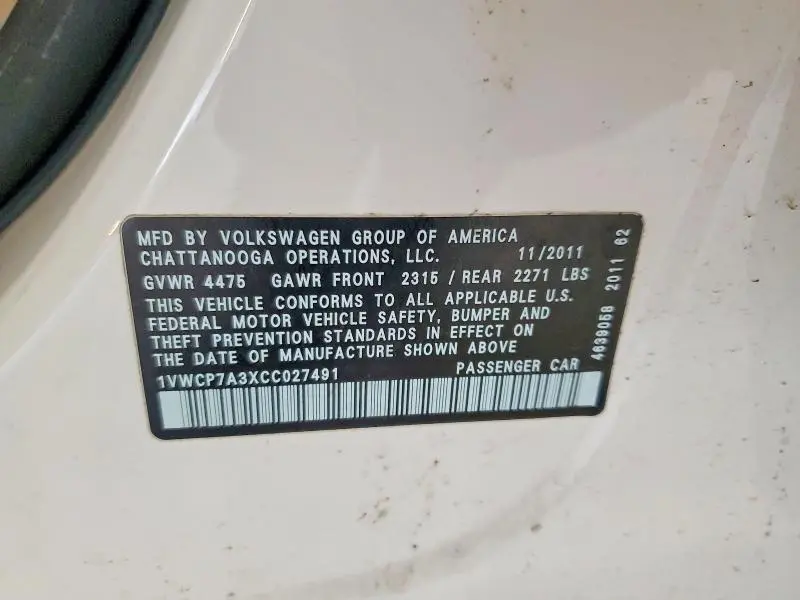 MFD BY VOLKSWAGEN GROUP OF AMERICA
CHATTANOOGA OPERATIONS, LLC. 11/2011
GVWR 4475 GAWR FRONT 2315 / REAR 2271 LBS
THIS VEHICLE CONFORMS TO ALL APPLICABLE U.S.
FEDERAL MOTOR VEHICLE SAFETY, BUMPER AND
THEFT PREVENTION STANDARDS IN EFFECT ON
THE DATE OF MANUFACTURE SHOWN ABOVE
1VWCP7A3XCC027491 PASSENGER CAR
4639058 2011 62